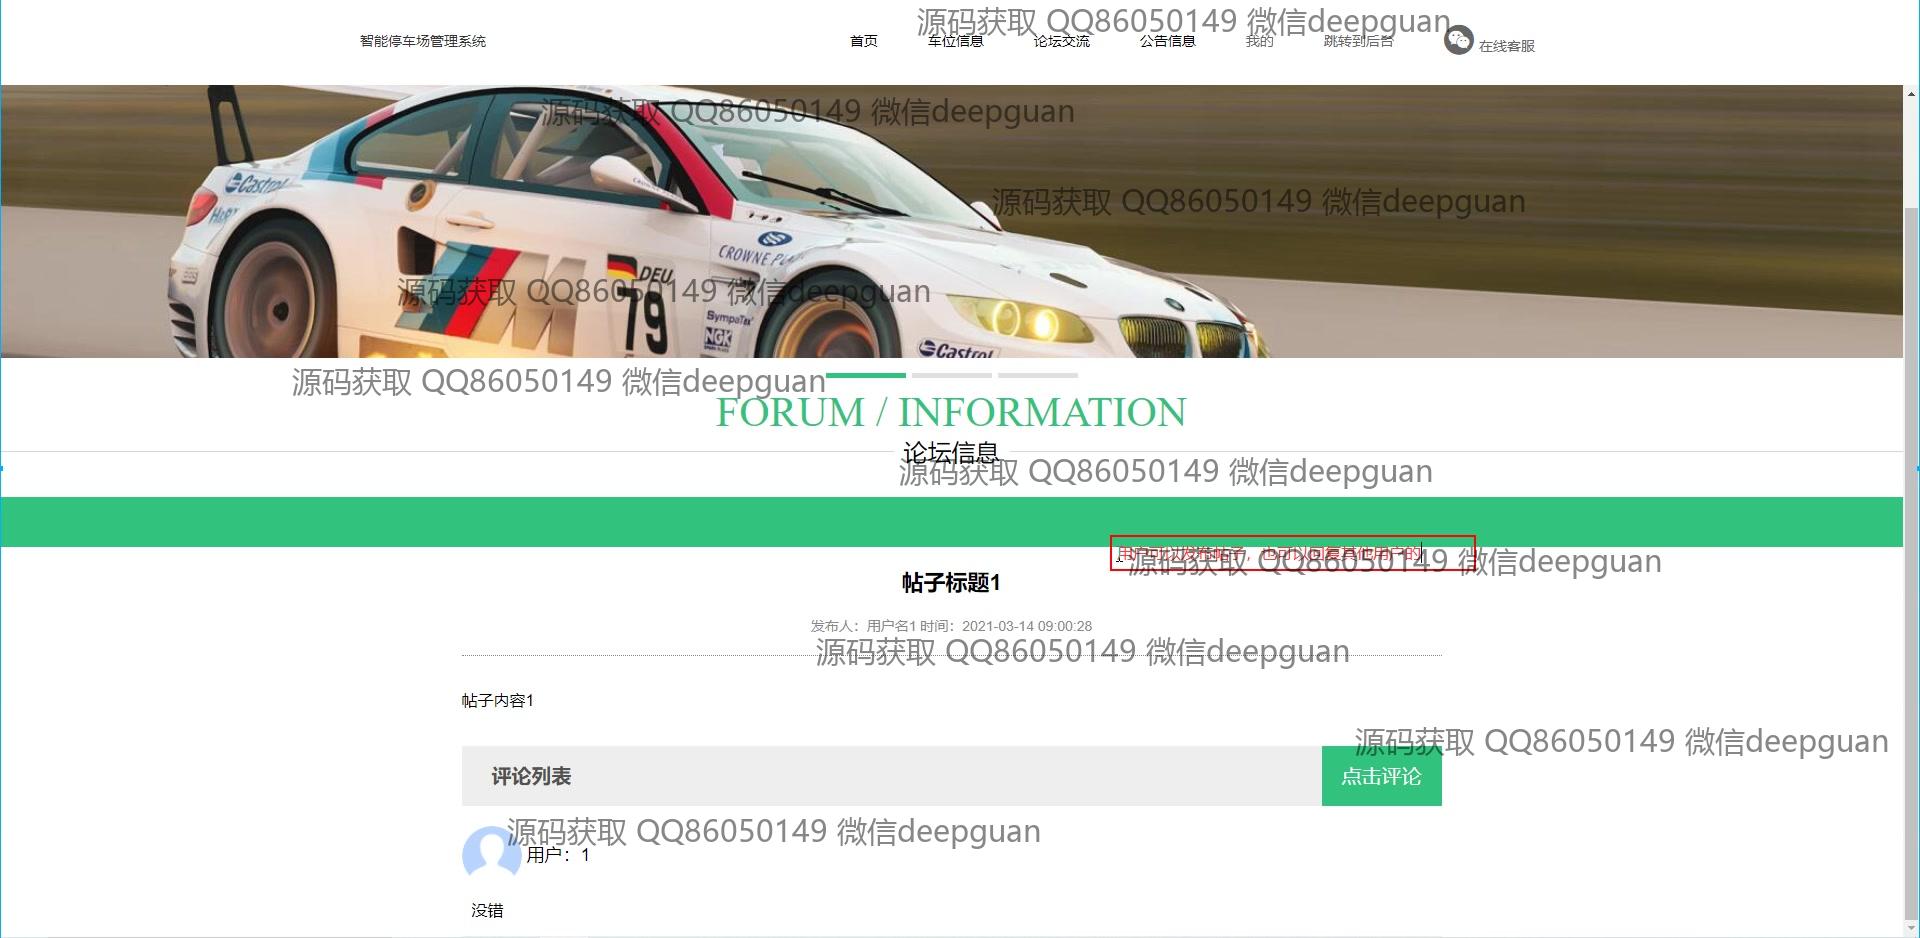 源码获取 QQ86050149 微信deepguan
智能停车场管理系统
首页
车位信息
论坛交流
公告信息
我的
跳转到后台
在线客服
源码获取 QQ86050149 微信deepguan
Castrol
源码获取 QQ86050149 微信deepguan
CROWNE PLA
DEU
源码获取 QQ86050149 微信deepguan
M
79
SympaTex
NGK
Castrol
源码获取 QQ86050149 微信deepguan
FORUM / INFORMATION
论坛信息
源码获取 QQ86050149 微信deepguan
用户可以发布帖子，也可以回复其他用户的
源码获取 QQ86050149 微信deepguan
帖子标题1
发布人：用户名1 时间：2021-03-14 09:00:28
源码获取 QQ86050149 微信deepguan
帖子内容1
源码获取 QQ86050149 微信deepguan
评论列表
点击评论
源码获取 QQ86050149 微信deepguan
用户：1
没错